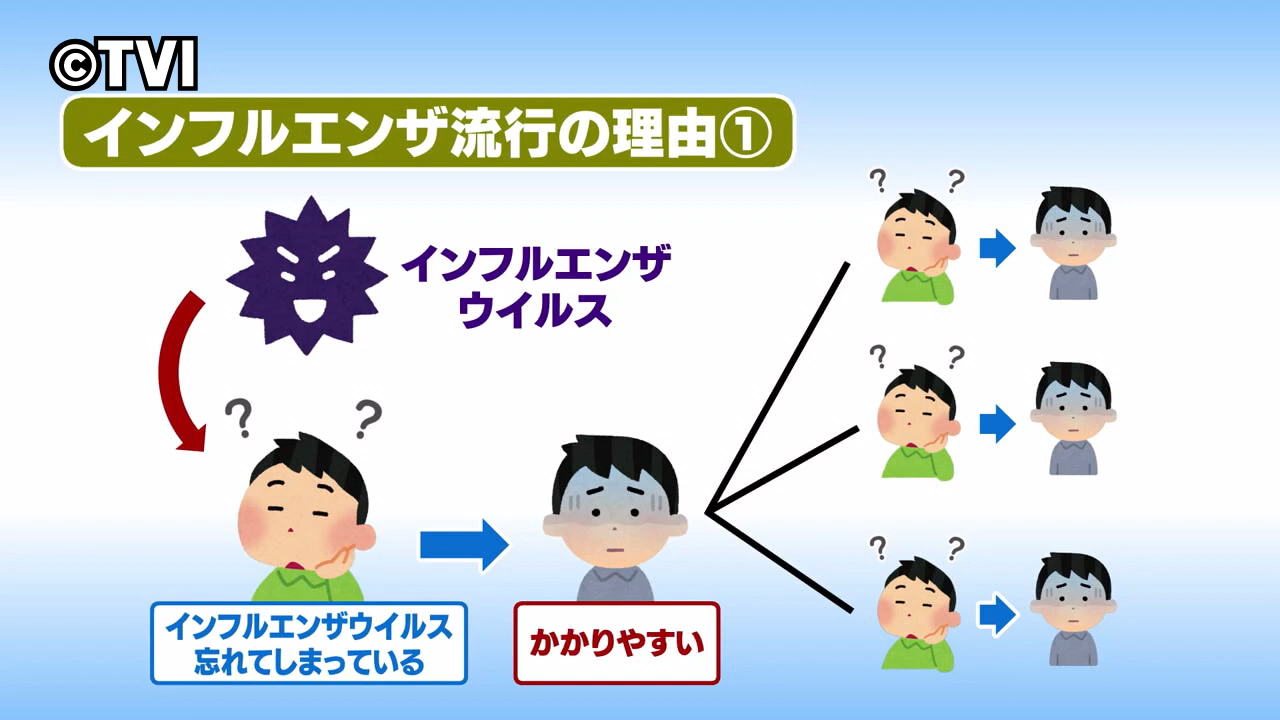 ©TVI
インフルエンザ流行の理由①
インフルエンザ
ウイルス
? ?
? ?
? ?
? ?
インフルエンザウイルス
忘れてしまっている
かかりやすい